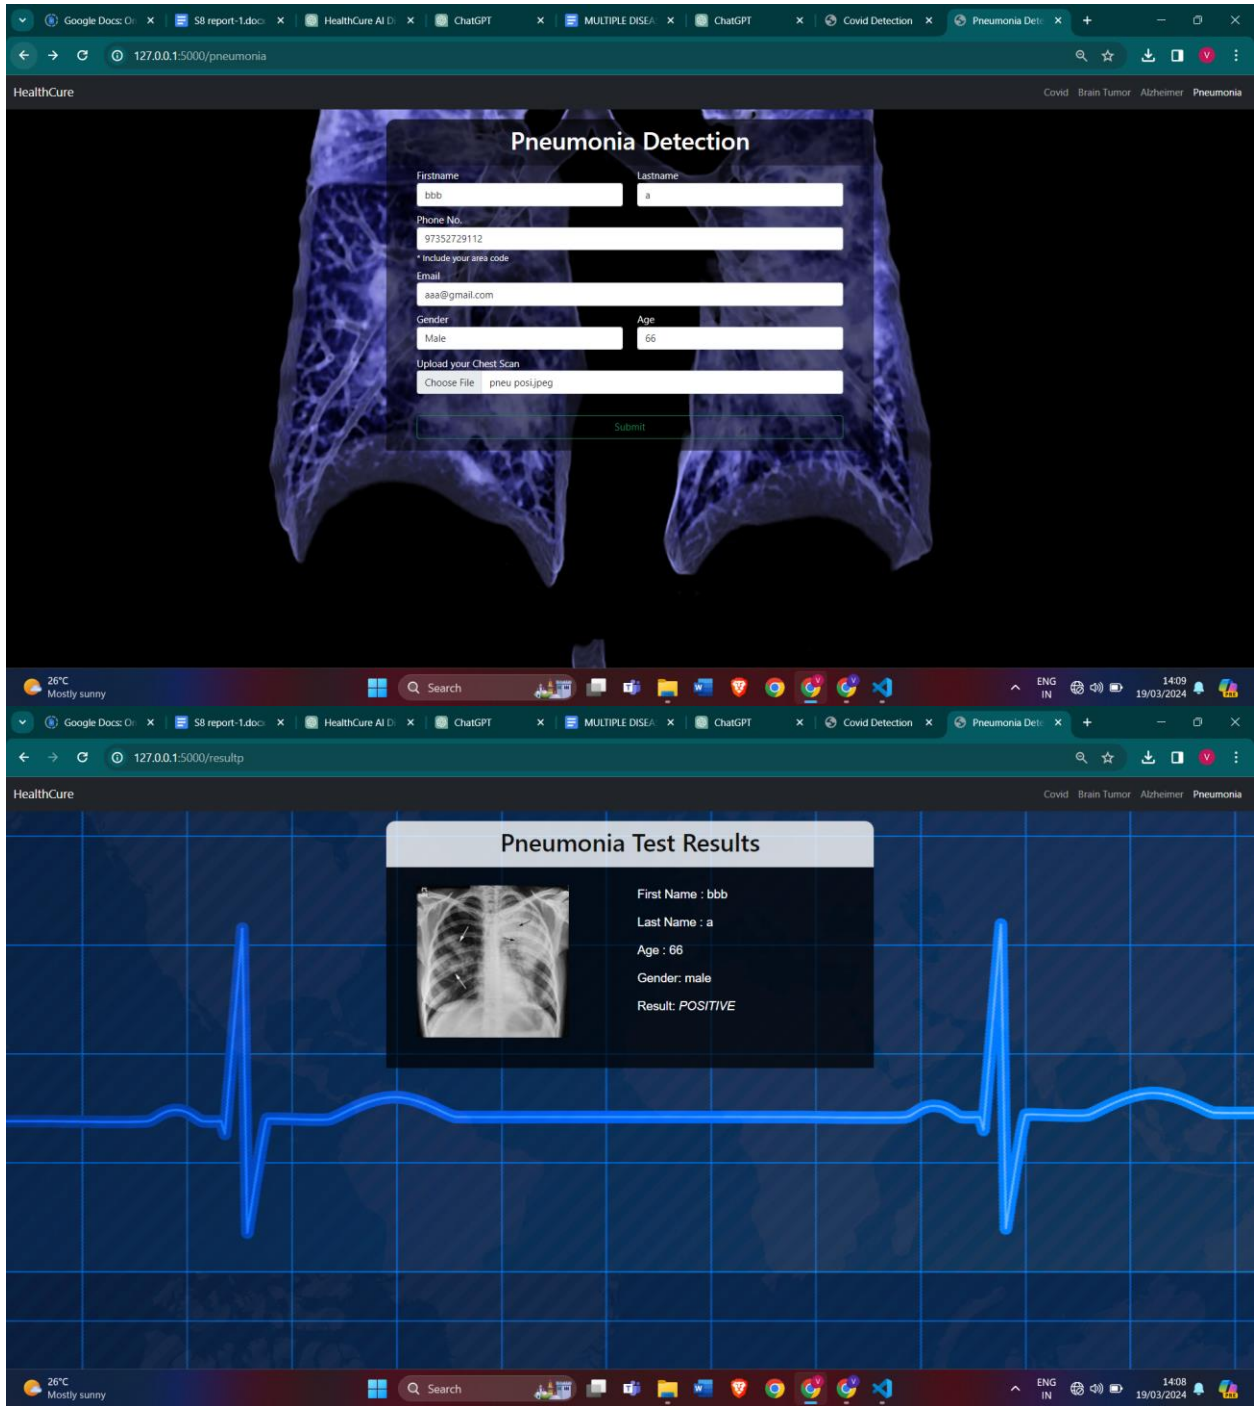 Google Docs: On
S8 report-1.docx
HealthCure AI Di
ChatGPT
MULTIPLE DISEA
ChatGPT
Covid Detection
Pneumonia Dete
127.0.0.1:5000/pneumonia
V
HealthCure
Covid Brain Tumor Alzheimer Pneumonia
Pneumonia Detection
Firstname Lastname
bbb a
Phone No.
97352729112
* Include your area code
Email
aaa@gmail.com
Gender Age
Male 66
Upload your Chest Scan
Choose File pneu posi.jpeg
Submit
26°C
Mostly sunny
Search
ENG
IN
14:09
19/03/2024
Google Docs: On
S8 report-1.docx
HealthCure AI Di
ChatGPT
MULTIPLE DISEA
ChatGPT
Covid Detection
Pneumonia Dete
127.0.0.1:5000/resultp
V
HealthCure
Covid Brain Tumor Alzheimer Pneumonia
Pneumonia Test Results
First Name : bbb
Last Name : a
Age : 66
Gender: male
Result: POSITIVE
26°C
Mostly sunny
Search
ENG
IN
14:08
19/03/2024